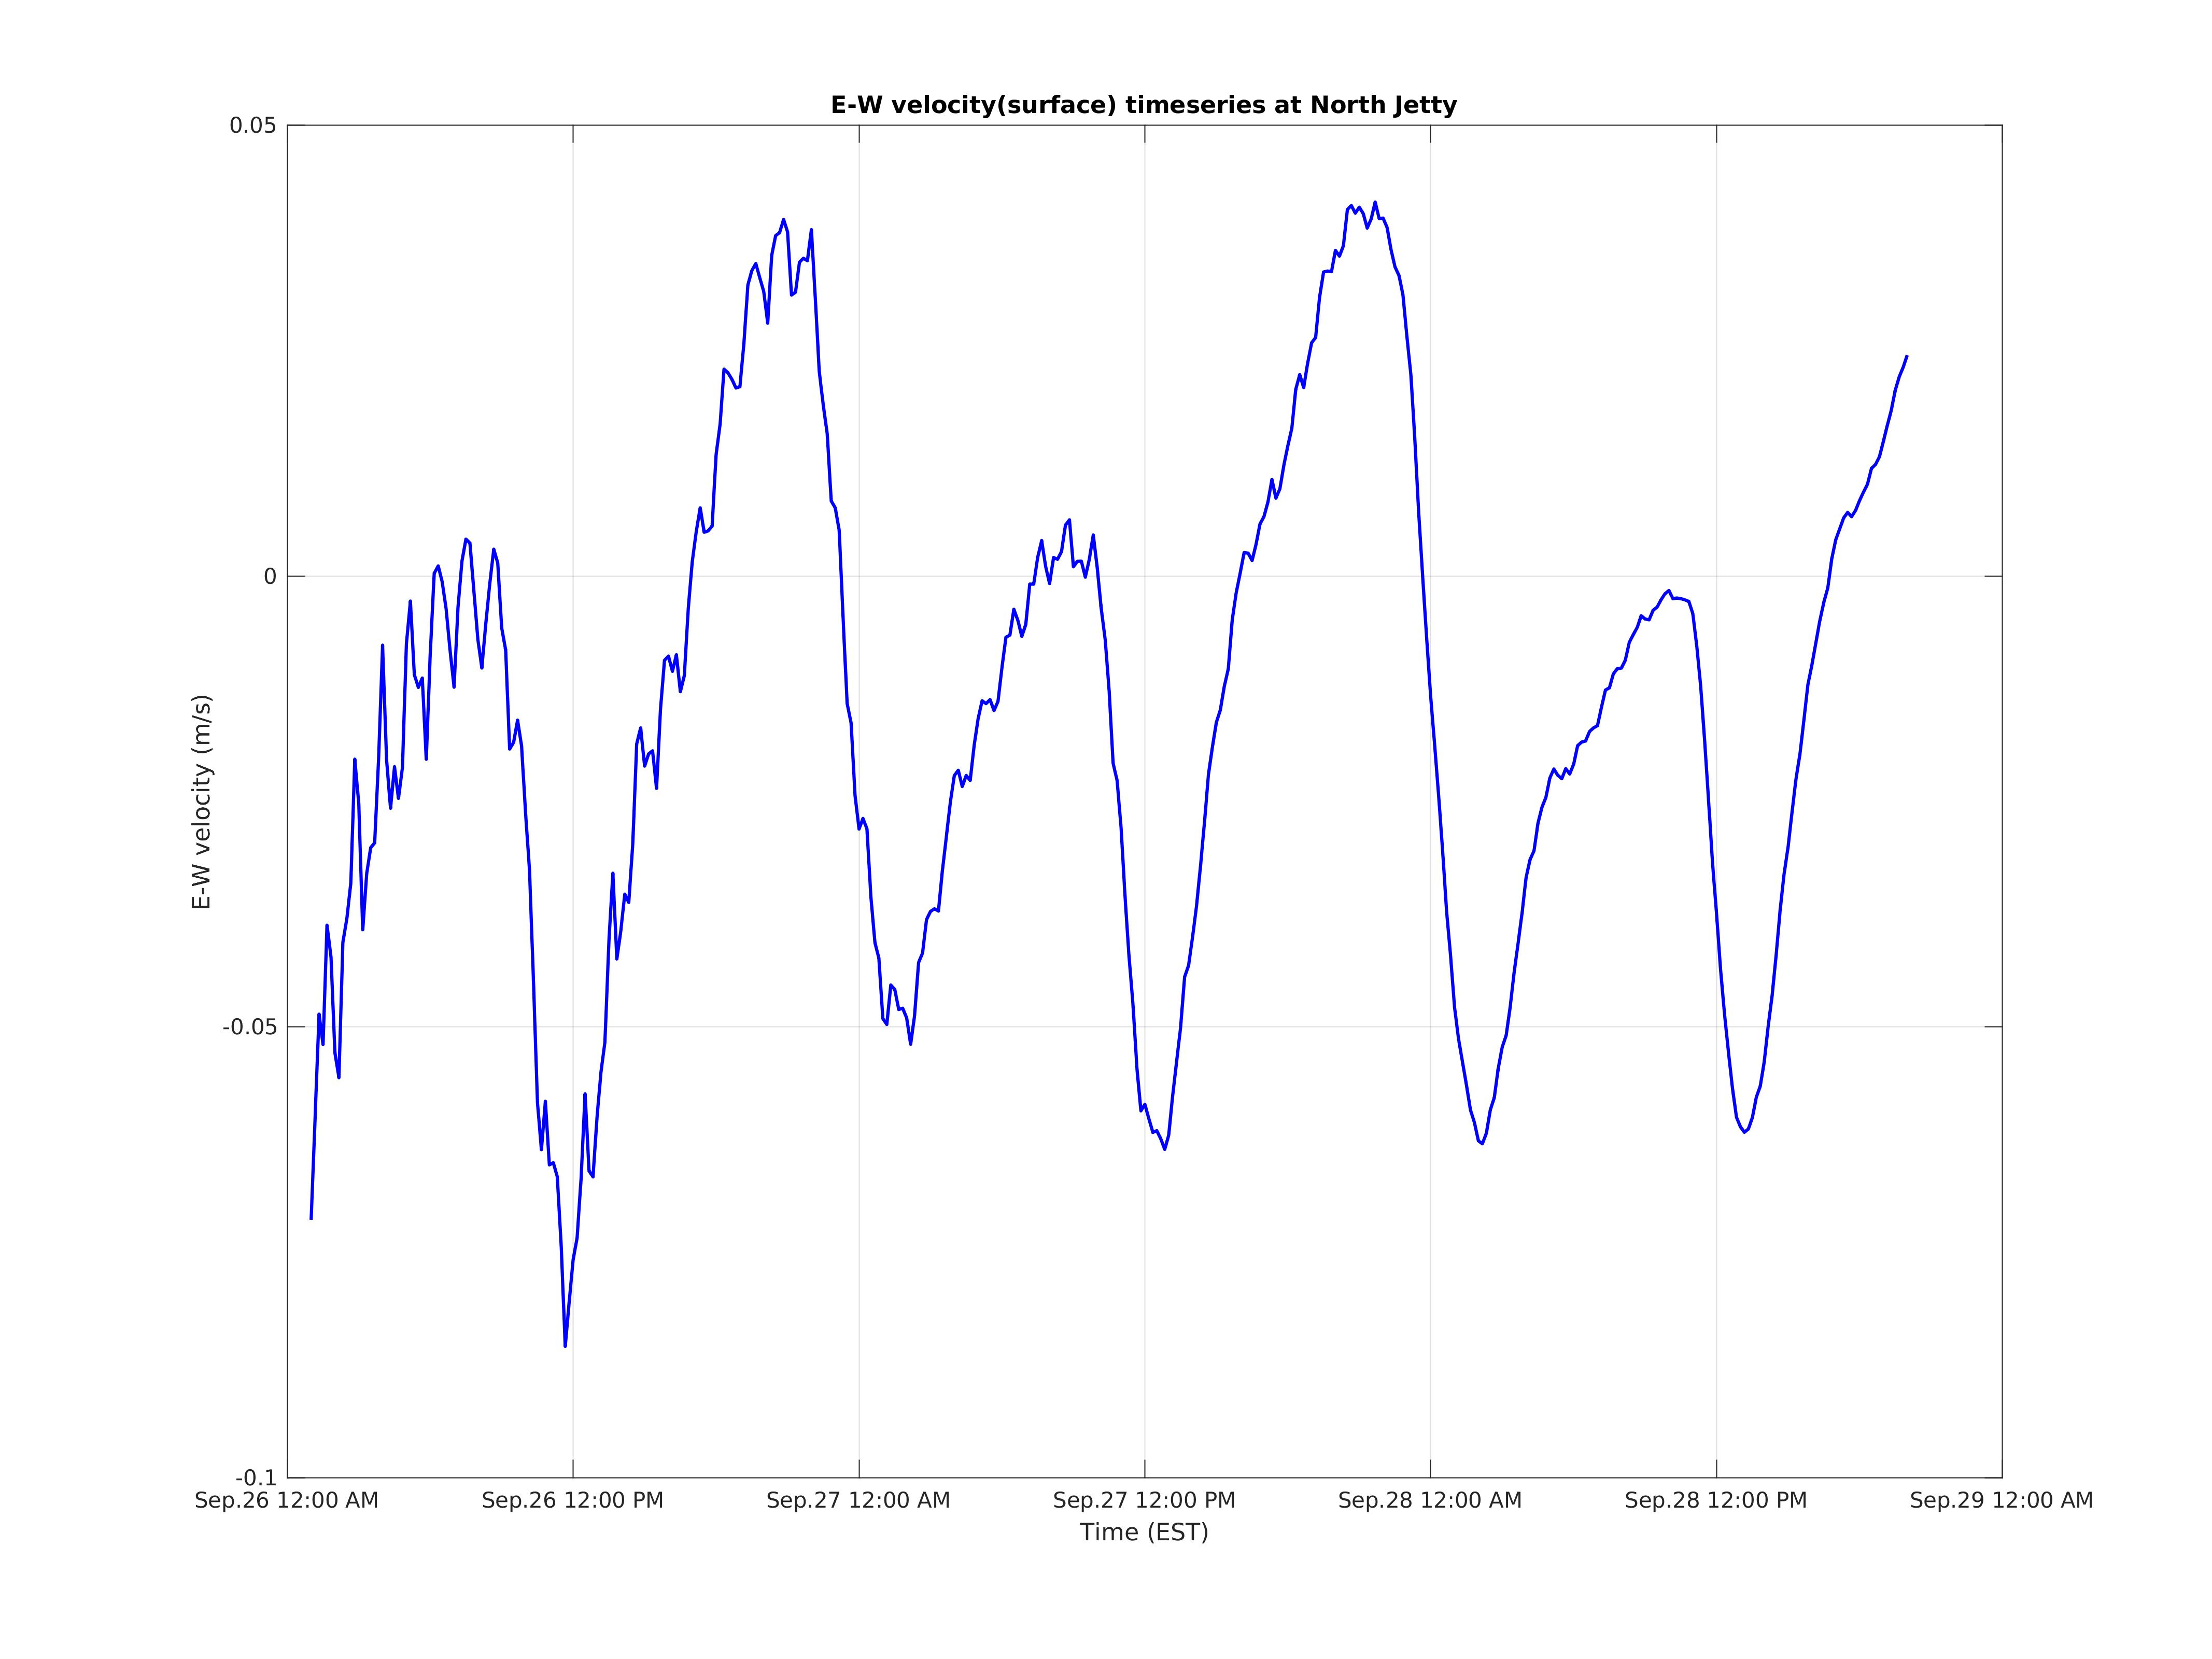 E-W velocity(surface) timeseries at North Jetty
0.05
0
-0.05
-0.1
E-W velocity (m/s)
Sep.26 12:00 AM Sep.26 12:00 PM Sep.27 12:00 AM Sep.27 12:00 PM Sep.28 12:00 AM Sep.28 12:00 PM Sep.29 12:00 AM
Time (EST)